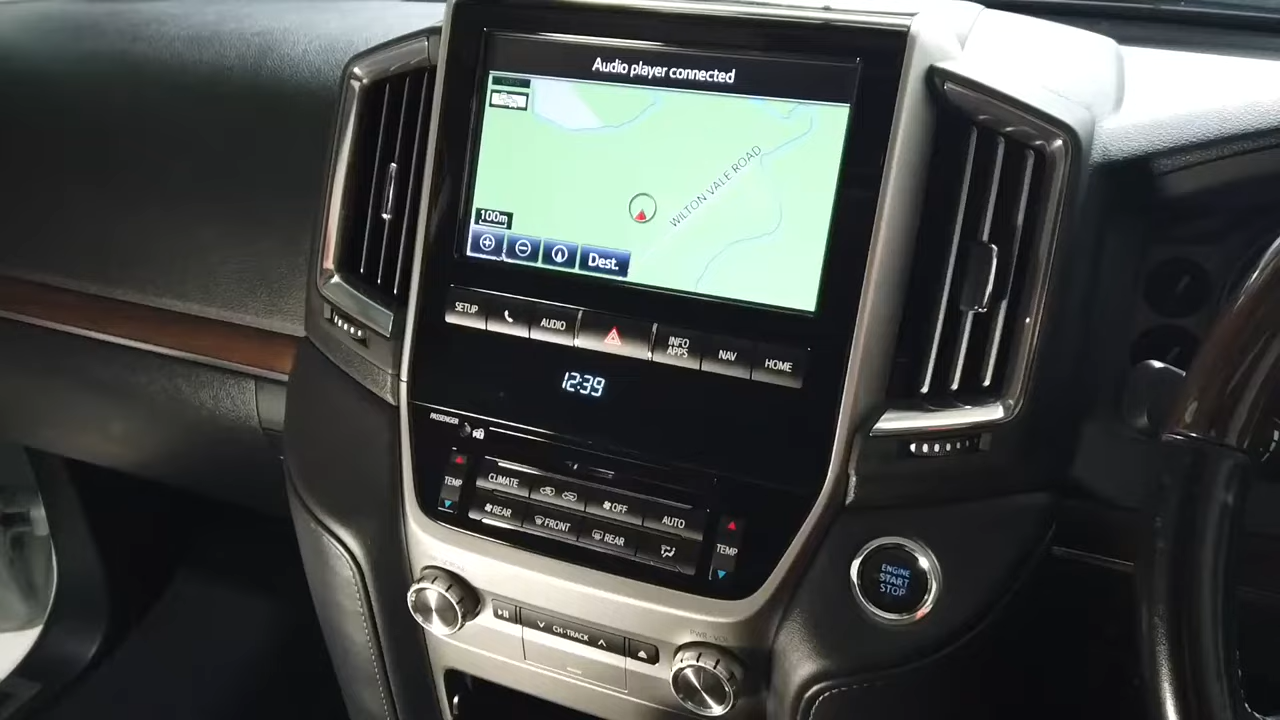 Audio player connected
WILTON VALE ROAD
100m
Dest.
SETUP
AUDIO
INFO
APPS
NAV
HOME
12:39
PASSENGER
TEMP
CLIMATE
OFF
AUTO
REAR
FRONT
REAR
TEMP
ENGINE
START
STOP
CH·TRACK
PWR·VOL